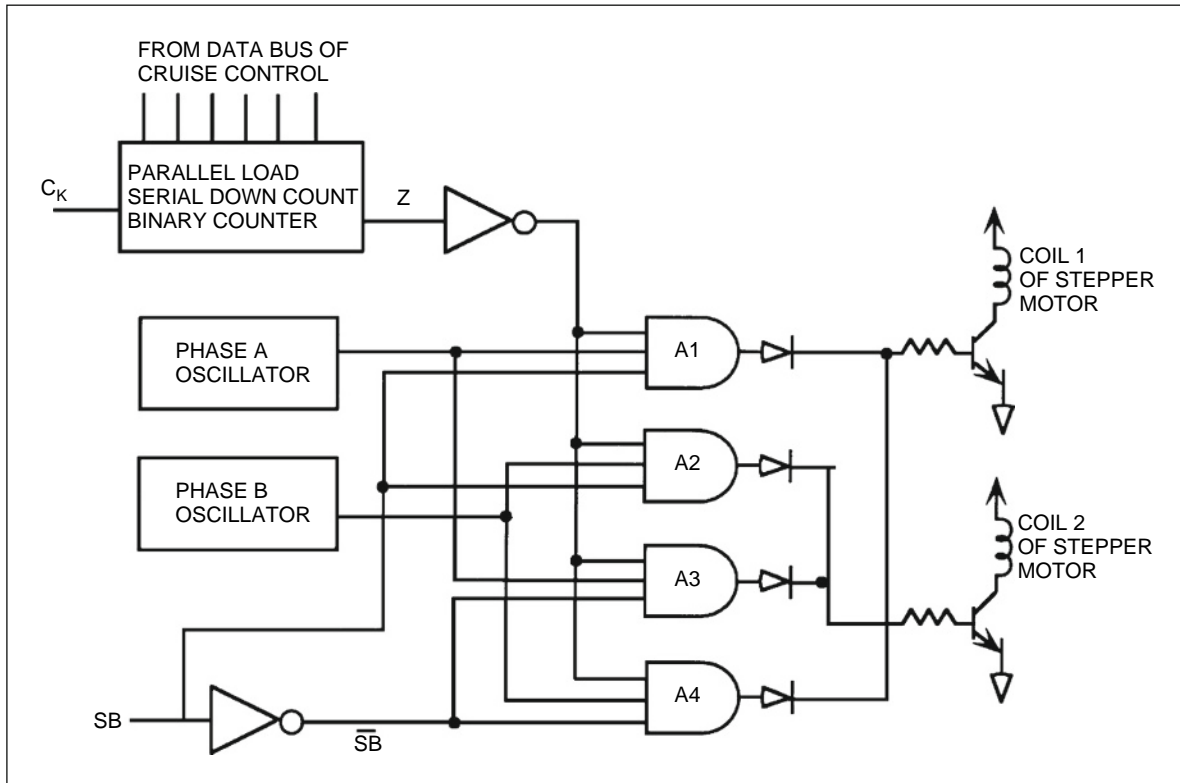 FROM DATA BUS OF
CRUISE CONTROL
PARALLEL LOAD
SERIAL DOWN COUNT
BINARY COUNTER
C_K
Z
COIL 1
OF STEPPER
MOTOR
PHASE A
OSCILLATOR
A1
PHASE B
OSCILLATOR
A2
COIL 2
OF STEPPER
MOTOR
A3
A4
SB
S̅B̅